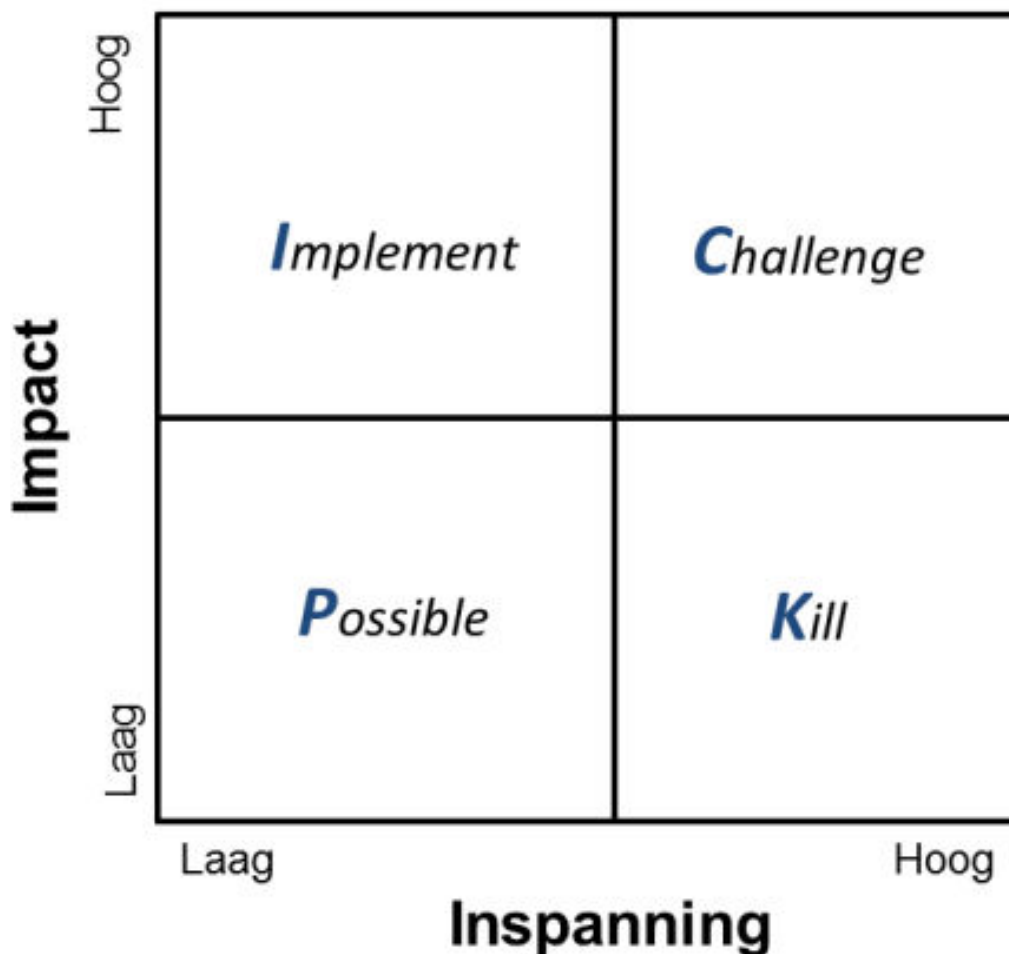 Hoog
Implement
Challenge
Impact
Possible
Kill
Laag
Laag
Hoog
Inspanning